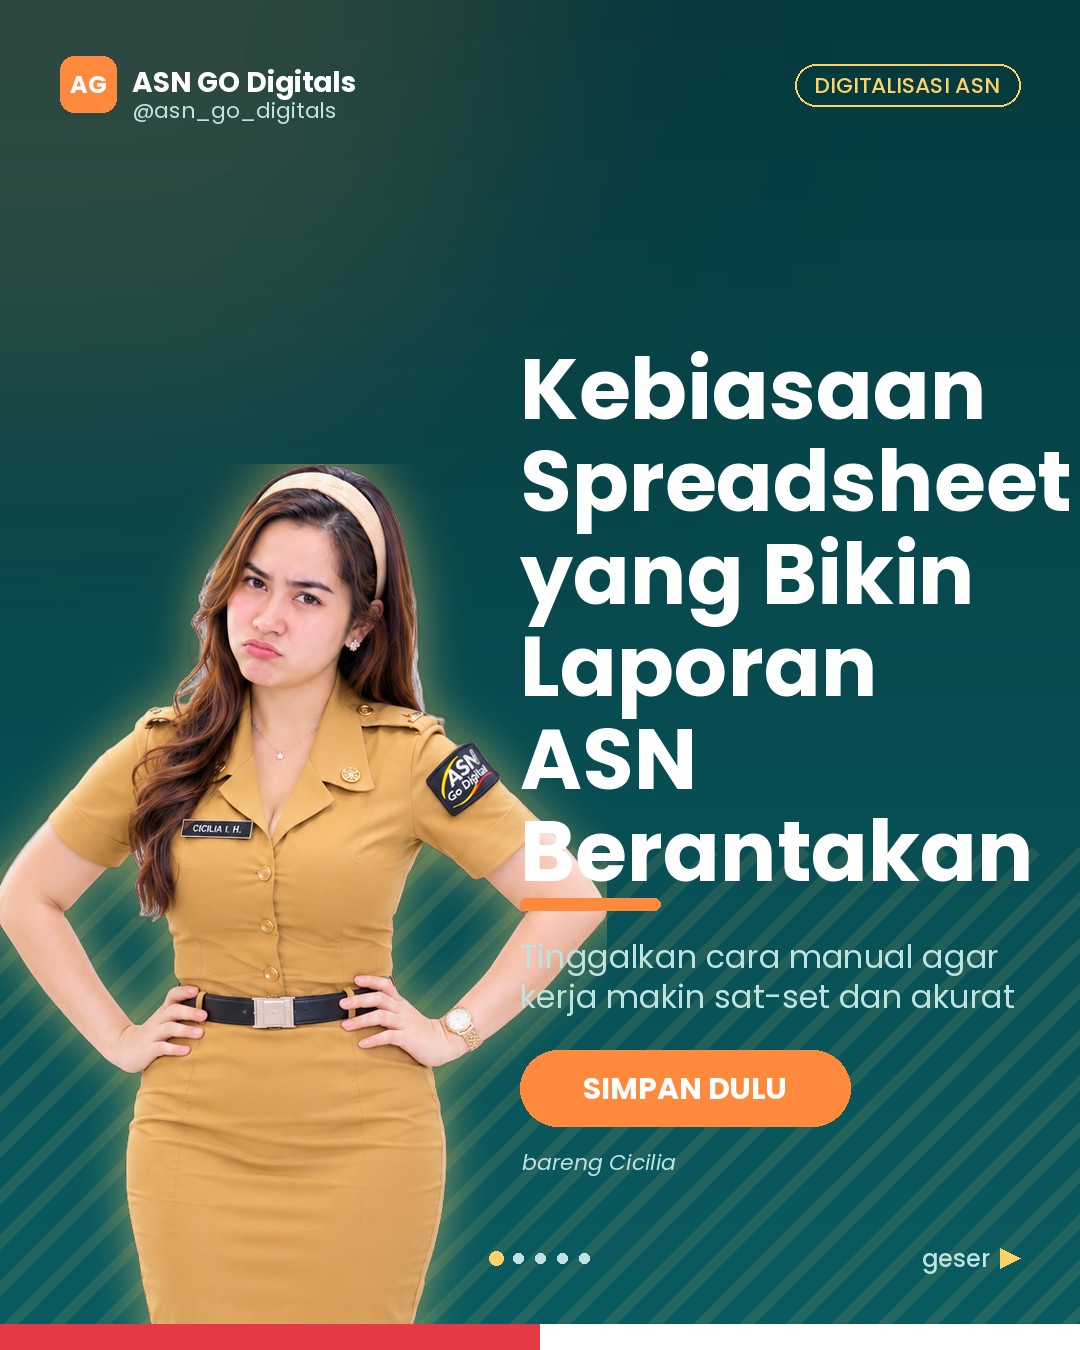 AG
ASN GO Digitals
@asn_go_digitals
DIGITALISASI ASN
Kebiasaan
Spreadsheet
yang Bikin
Laporan
ASN
Berantakan
ASN
Go Digital
CICILIA I. H.
Tinggalkan cara manual agar
kerja makin sat-set dan akurat
SIMPAN DULU
bareng Cicilia
geser